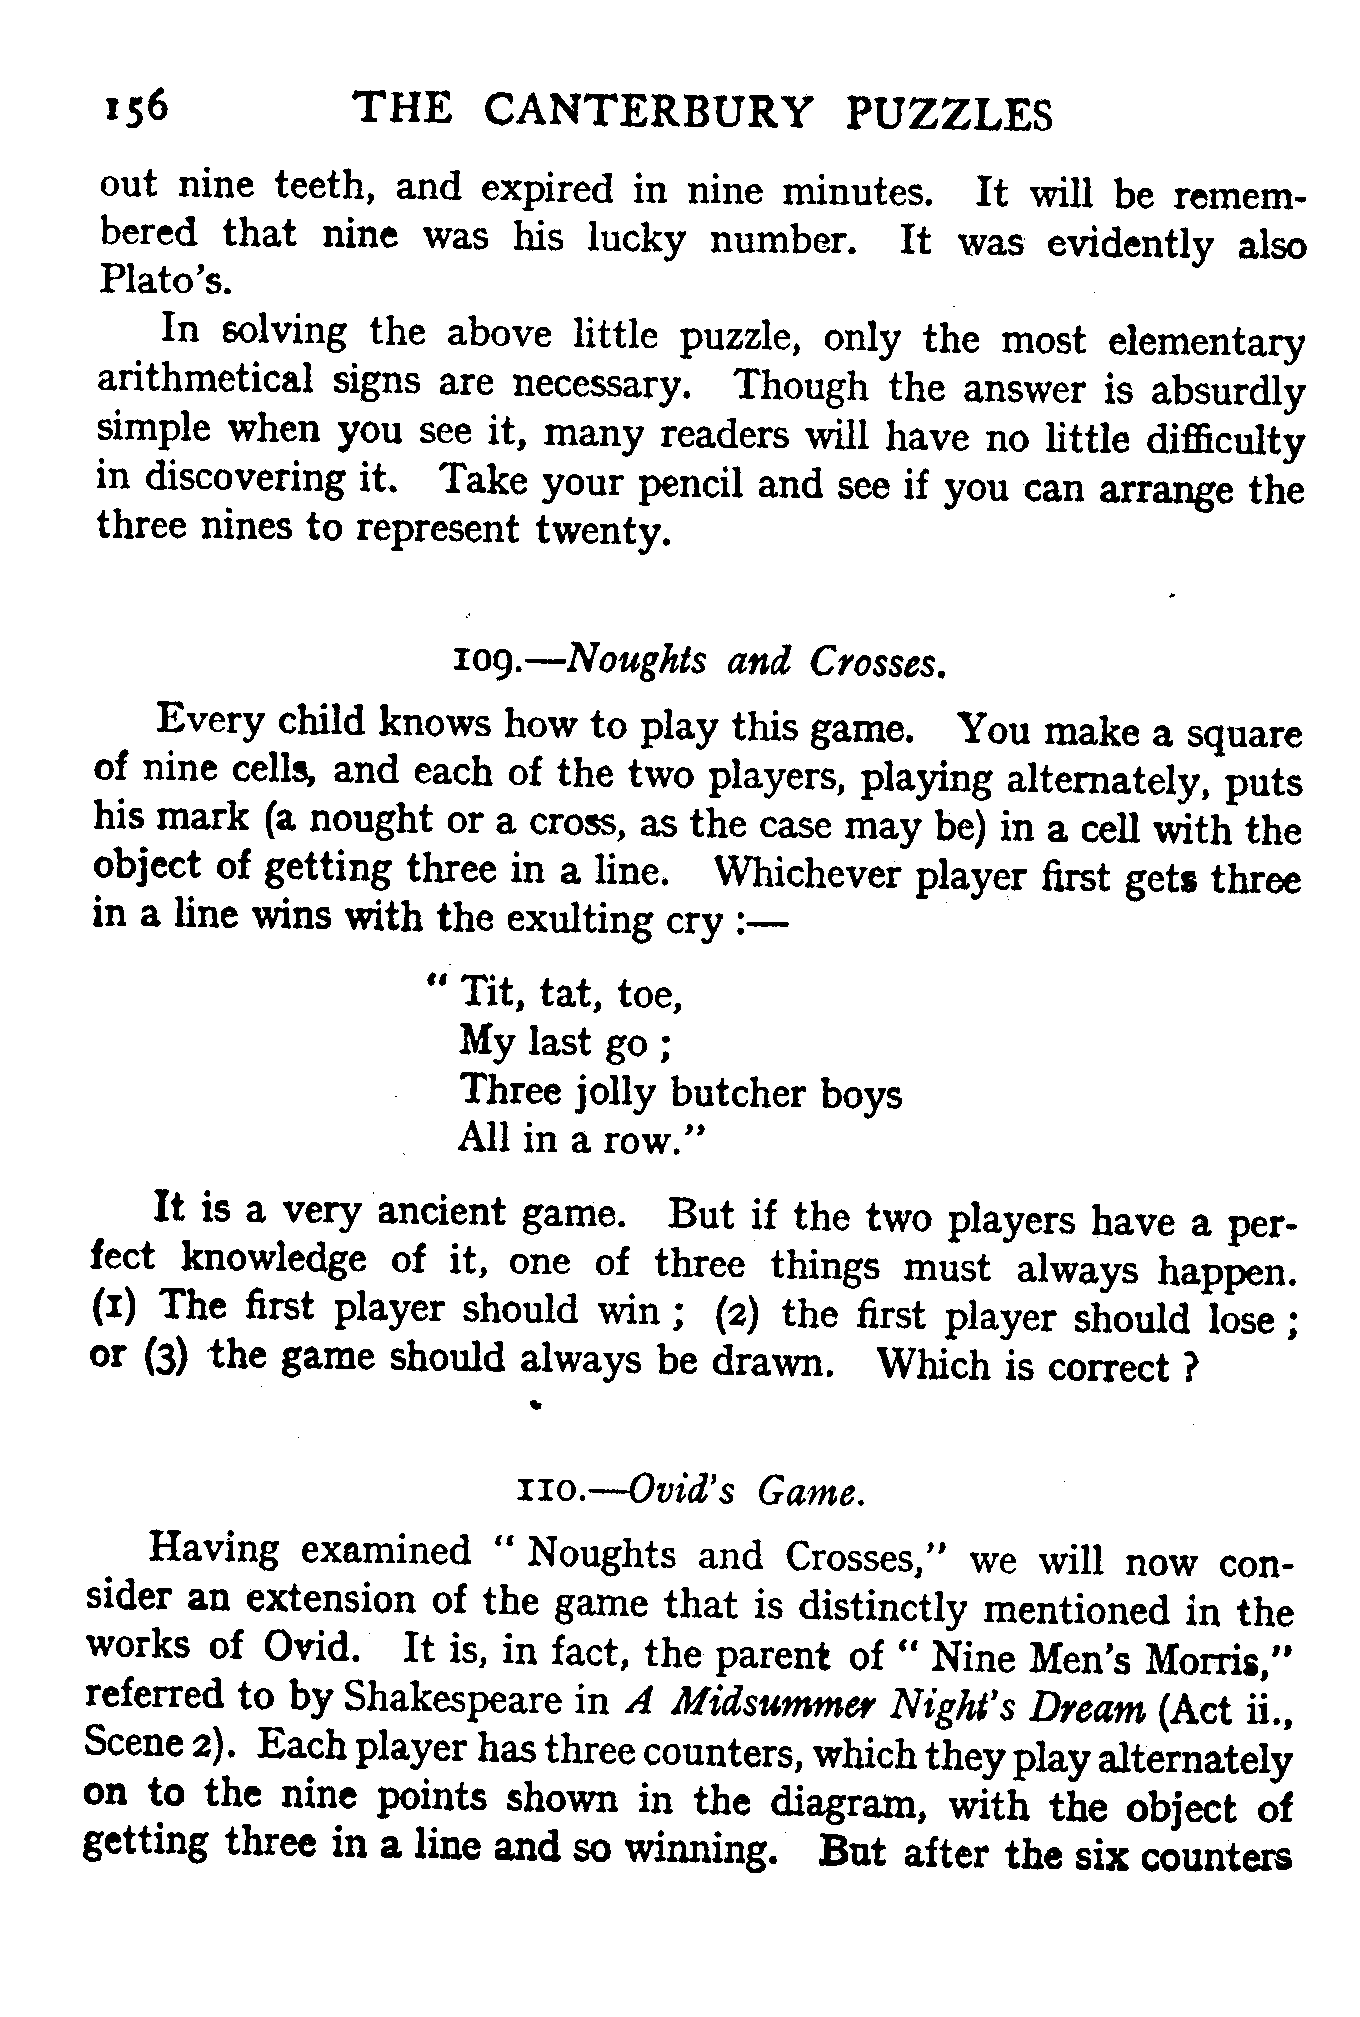 156 THE CANTERBURY PUZZLES
out nine teeth, and expired in nine minutes. It will be remem-
bered that nine was his lucky number. It was evidently also
Plato's.
In solving the above little puzzle, only the most elementary
arithmetical signs are necessary. Though the answer is absurdly
simple when you see it, many readers will have no little difficulty
in discovering it. Take your pencil and see if you can arrange the
three nines to represent twenty.
109.—Noughts and Crosses.
Every child knows how to play this game. You make a square
of nine cells, and each of the two players, playing alternately, puts
his mark (a nought or a cross, as the case may be) in a cell with the
object of getting three in a line. Whichever player first gets three
in a line wins with the exulting cry :—
" Tit, tat, toe,
My last go ;
Three jolly butcher boys
All in a row."
It is a very ancient game. But if the two players have a per-
fect knowledge of it, one of three things must always happen.
(1) The first player should win ; (2) the first player should lose ;
or (3) the game should always be drawn. Which is correct ?
110.—Ovid's Game.
Having examined " Noughts and Crosses," we will now con-
sider an extension of the game that is distinctly mentioned in the
works of Ovid. It is, in fact, the parent of " Nine Men's Morris,"
referred to by Shakespeare in A Midsummer Night's Dream (Act ii.,
Scene 2). Each player has three counters, which they play alternately
on to the nine points shown in the diagram, with the object of
getting three in a line and so winning. But after the six counters